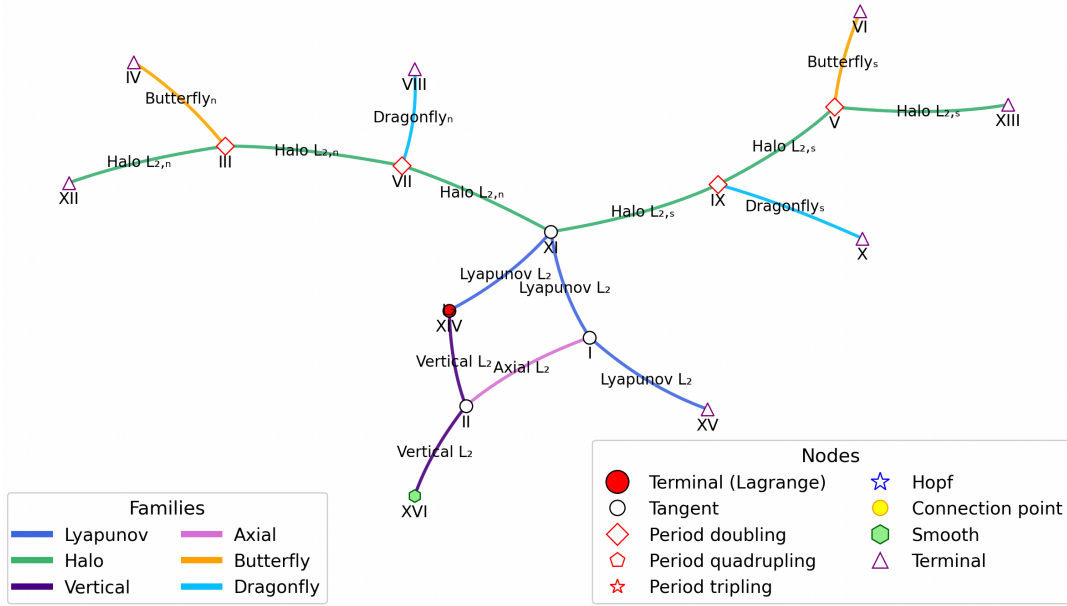 VI
IV
VIII
Butterflyₛ
Butterflyₙ
Halo L₂,ₛ
XIII
Dragonflyₙ
V
Halo L₂,ₛ
Halo L₂,ₙ
III
Halo L₂,ₙ
VII
XII
Halo L₂,ₙ
IX
Dragonflyₛ
Halo L₂,ₛ
XI
X
Lyapunov L₂
Lyapunov L₂
XIV
I
Vertical L₂
Axial L₂
Lyapunov L₂
II
XV
Vertical L₂
XVI
Families
Lyapunov
Halo
Vertical
Axial
Butterfly
Dragonfly
Nodes
Terminal (Lagrange)
Tangent
Period doubling
Period quadrupling
Period tripling
Hopf
Connection point
Smooth
Terminal